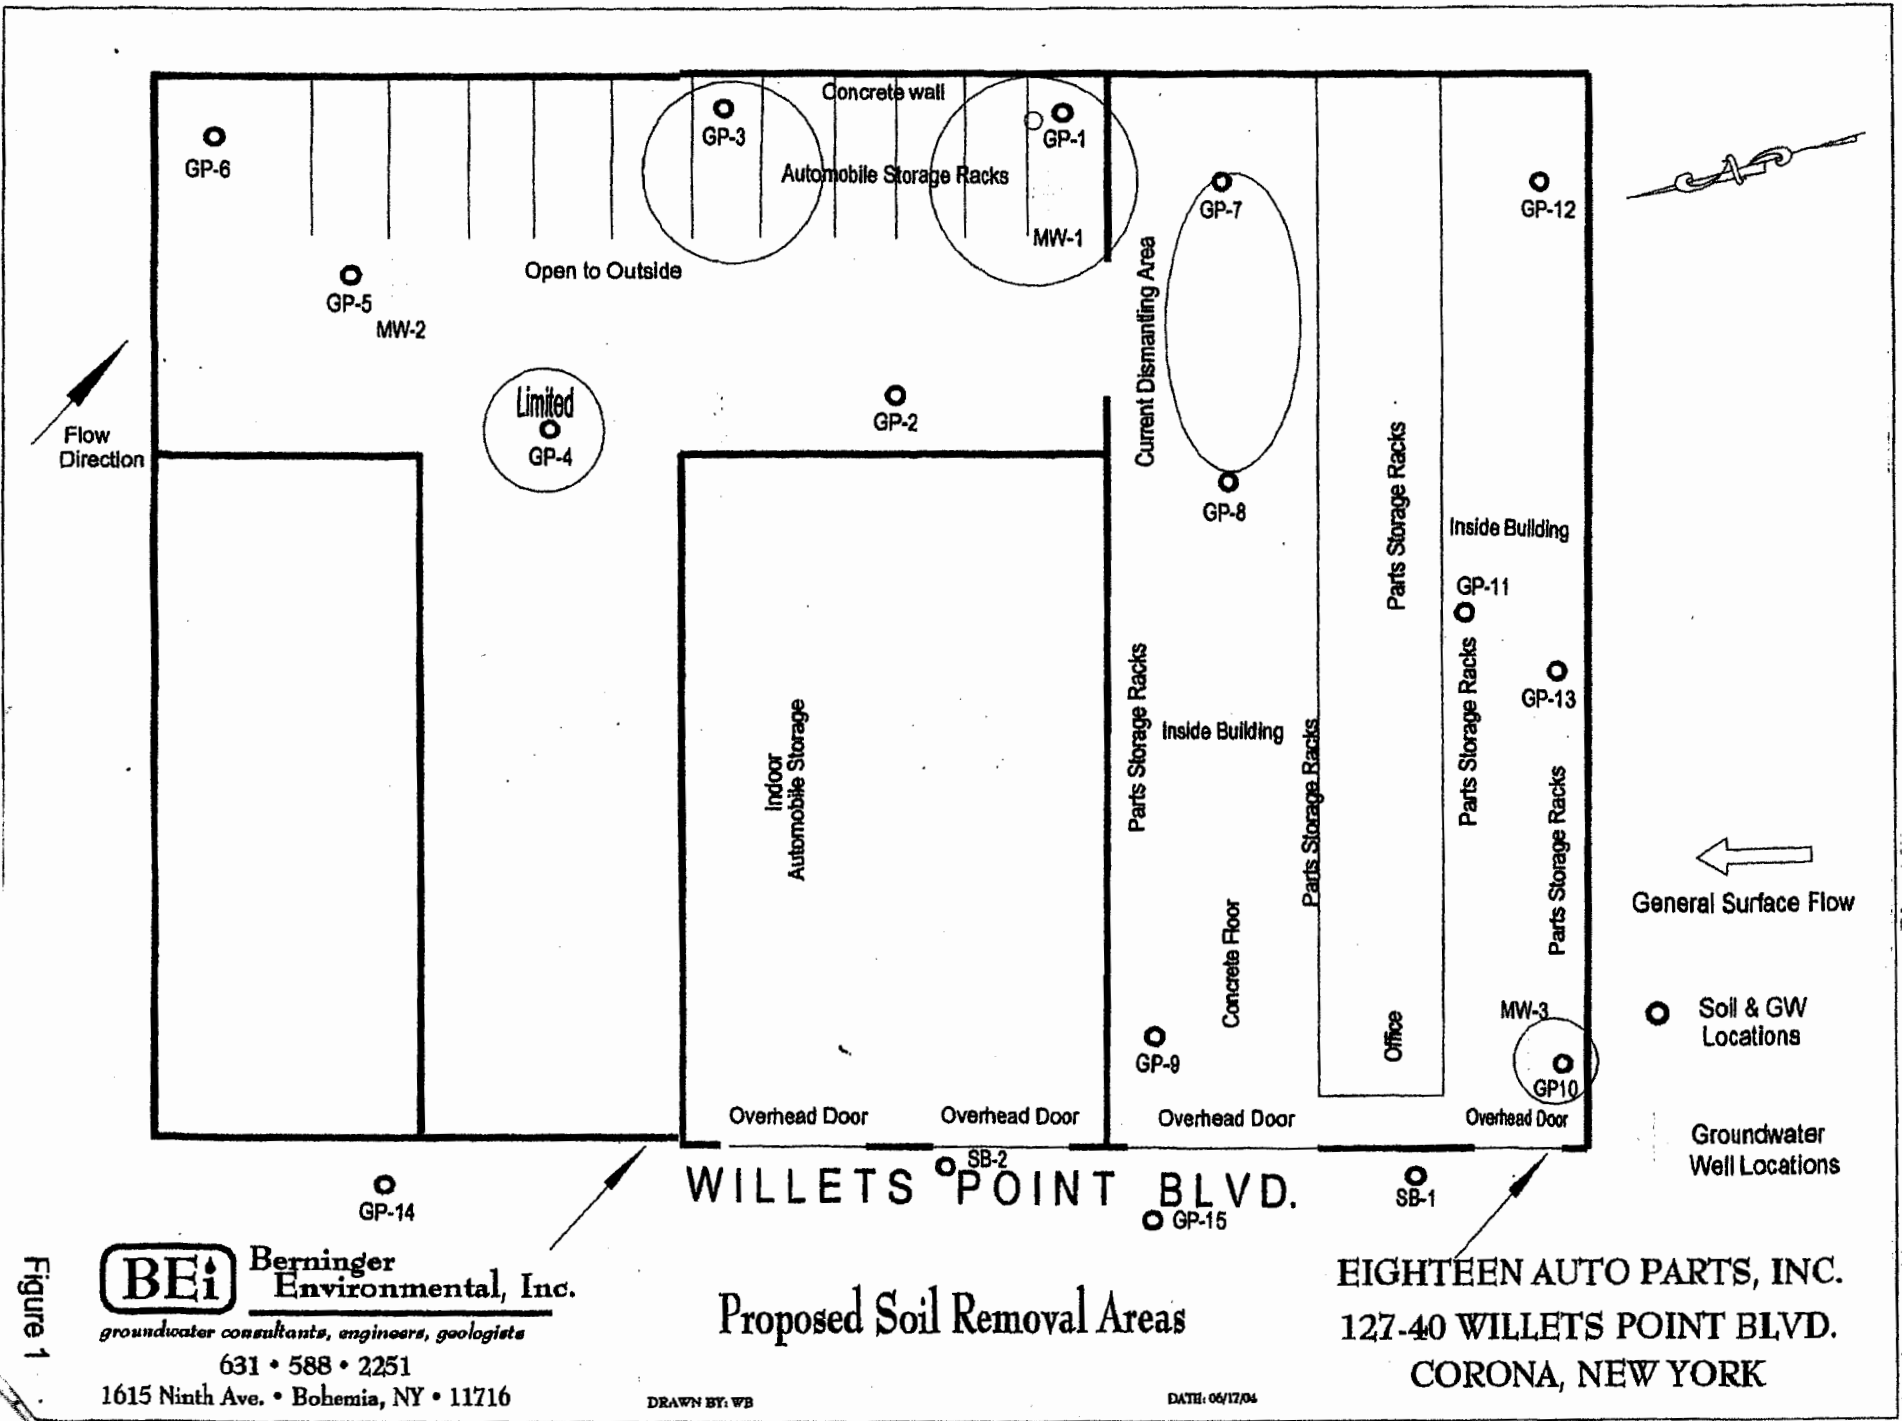 Concrete wall
GP-6
GP-3
GP-1
Automobile Storage Racks
GP-7
GP-12
MW-1
Open to Outside
GP-5
MW-2
Current Dismantling Area
Limited
GP-4
GP-2
Flow
Direction
GP-8
Parts Storage Racks
Inside Building
GP-11
GP-13
Parts Storage Racks
Inside Building
Parts Storage Racks
Parts Storage Racks
Parts Storage Racks
Indoor
Automobile Storage
General Surface Flow
Concrete Floor
Office
MW-3
GP10
GP-9
Soil & GW
Locations
Overhead Door
Overhead Door
Overhead Door
Overhead Door
Groundwater
Well Locations
SB-2
WILLETS POINT BLVD.
SB-1
GP-14
GP-15
Figure 1
BEi
Berninger
Environmental, Inc.
groundwater consultants, engineers, geologists
631 • 588 • 2251
1615 Ninth Ave. • Bohemia, NY • 11716
Proposed Soil Removal Areas
DRAWN BY: WB
DATE: 06/17/04
EIGHTEEN AUTO PARTS, INC.
127-40 WILLETS POINT BLVD.
CORONA, NEW YORK